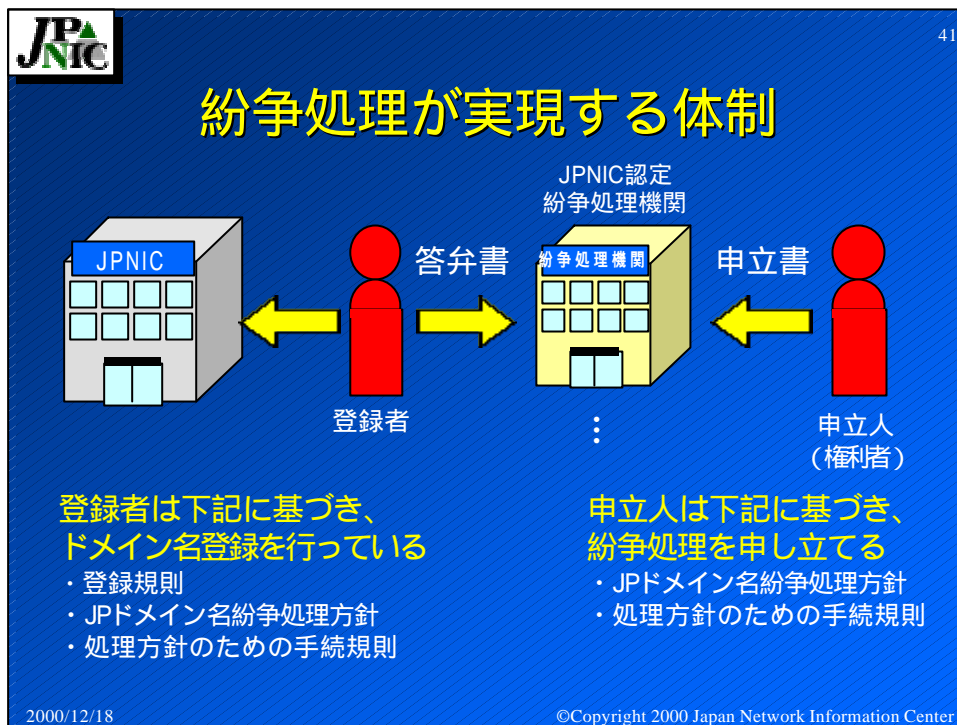 JPNIC
41
紛争処理が実現する体制
JPNIC認定
紛争処理機関
JPNIC
答弁書
紛争処理機関
申立書
登録者
⋮
申立人
(権利者)
登録者は下記に基づき、
ドメイン名登録を行っている
・登録規則
・JPドメイン名紛争処理方針
・処理方針のための手続規則
申立人は下記に基づき、
紛争処理を申し立てる
・JPドメイン名紛争処理方針
・処理方針のための手続規則
2000/12/18
©Copyright 2000 Japan Network Information Center